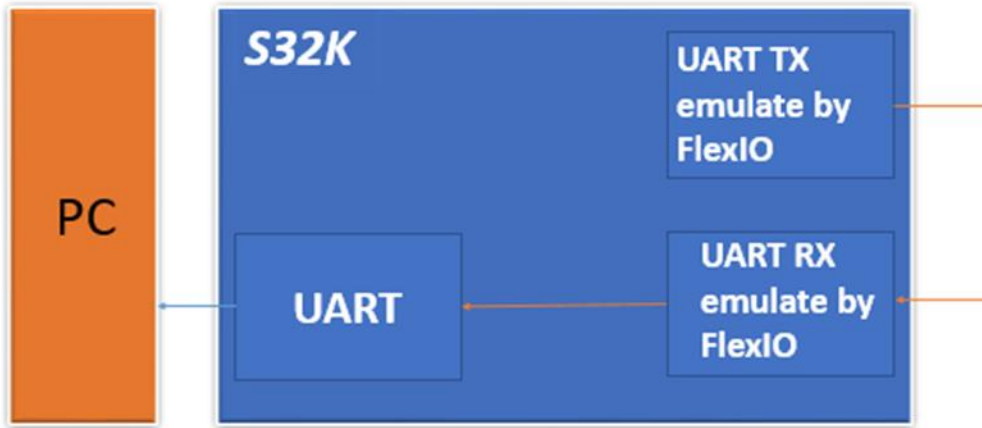 PC
S32K
UART TX
emulate by
FlexIO
UART
UART RX
emulate by
FlexIO